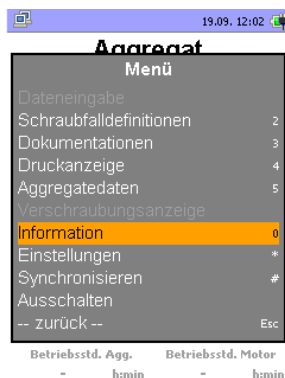 19.09. 12:02
Aggregat
Menü
Dateneingabe
Schraubfalldefinitionen 2
Dokumentationen 3
Druckanzeige 4
Aggregatedaten 5
Verschraubungsanzeige
Information 0
Einstellungen *
Synchronisieren #
Ausschalten
-- zurück -- Esc
Betriebsstd. Agg. Betriebsstd. Motor
- h:min - h:min